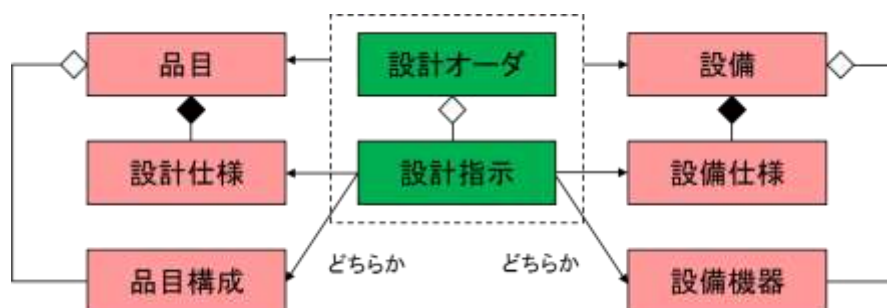 品目
設計オーダ
設備
設計仕様
設計指示
設備仕様
品目構成
どちらか
どちらか
設備機器